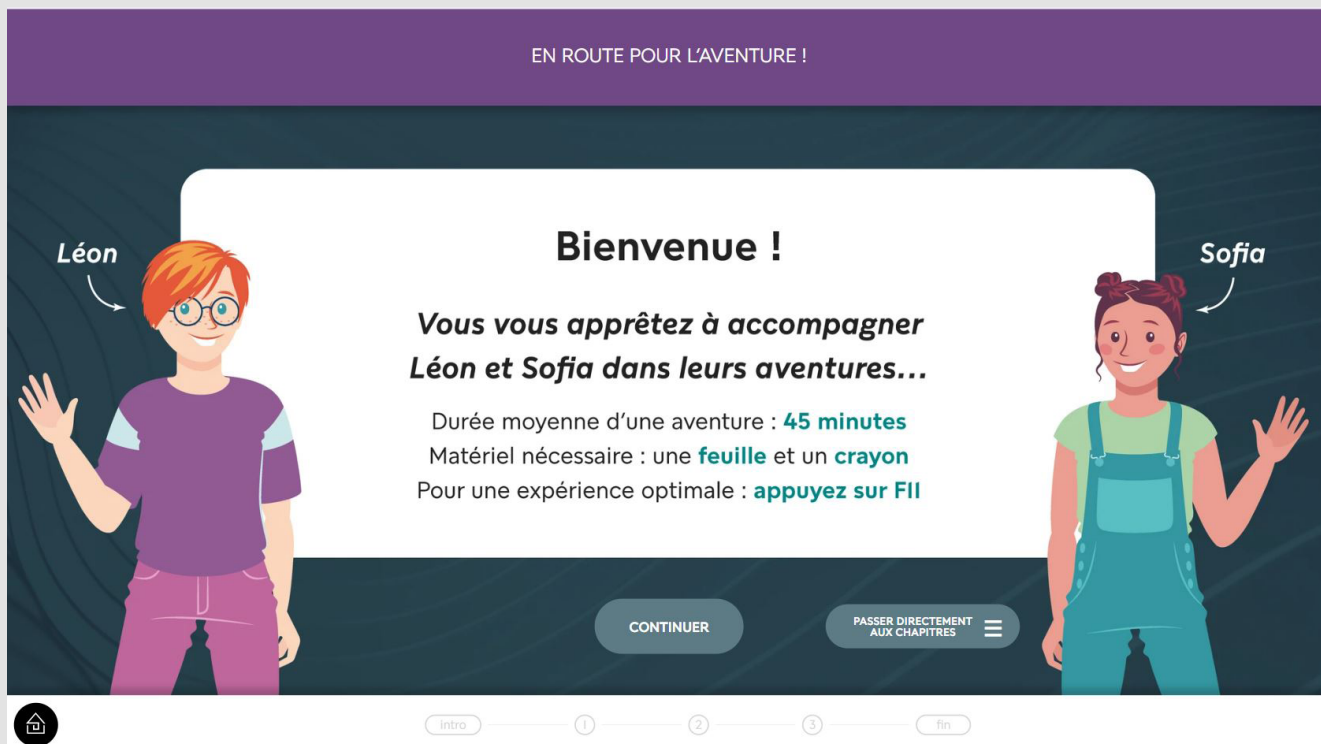 EN ROUTE POUR L'AVENTURE !
Bienvenue !
Léon
Sofia
Vous vous apprêtez à accompagner
Léon et Sofia dans leurs aventures...
Durée moyenne d'une aventure : 45 minutes
Matériel nécessaire : une feuille et un crayon
Pour une expérience optimale : appuyez sur F11
CONTINUER
PASSER DIRECTEMENT
AUX CHAPITRES
intro 1 2 3 fin